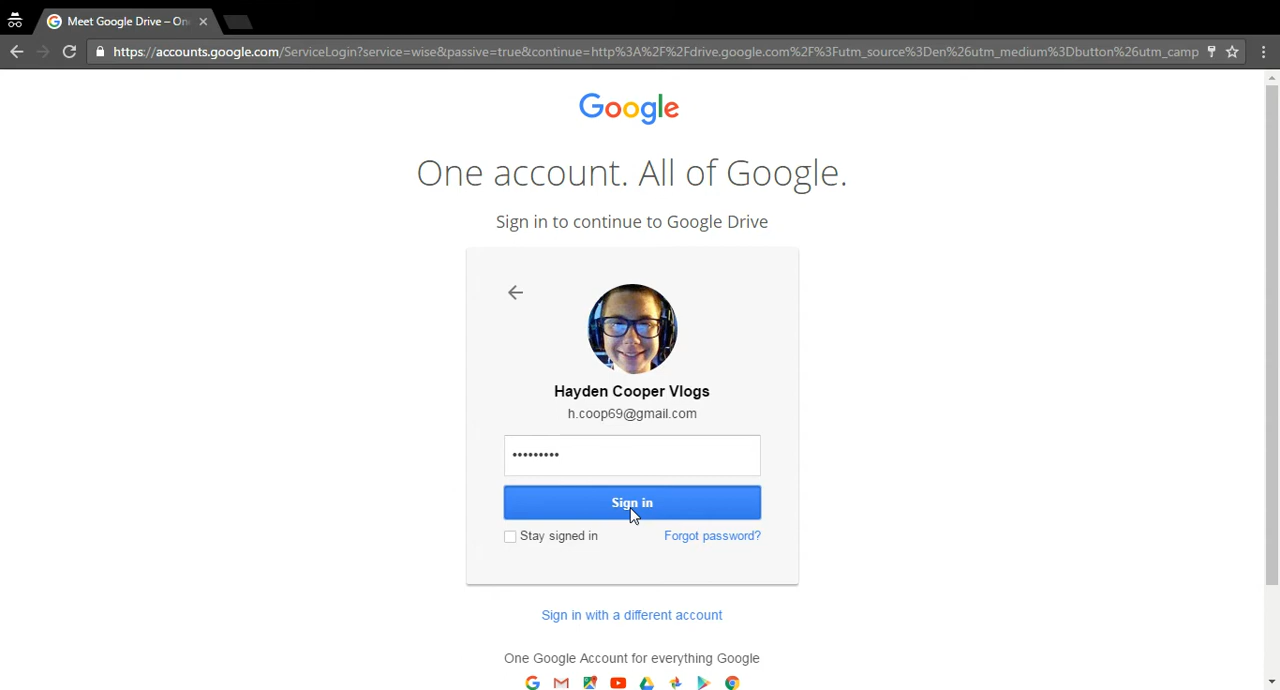 Meet Google Drive – On
https://accounts.google.com/ServiceLogin?service=wise&passive=true&continue=http%3A%2F%2Fdrive.google.com%2F%3Futm_source%3Den%26utm_medium%3Dbutton%26utm_camp
Google
One account. All of Google.
Sign in to continue to Google Drive
Hayden Cooper Vlogs
h.coop69@gmail.com
•••••••••
Sign in
Stay signed in Forgot password?
Sign in with a different account
One Google Account for everything Google